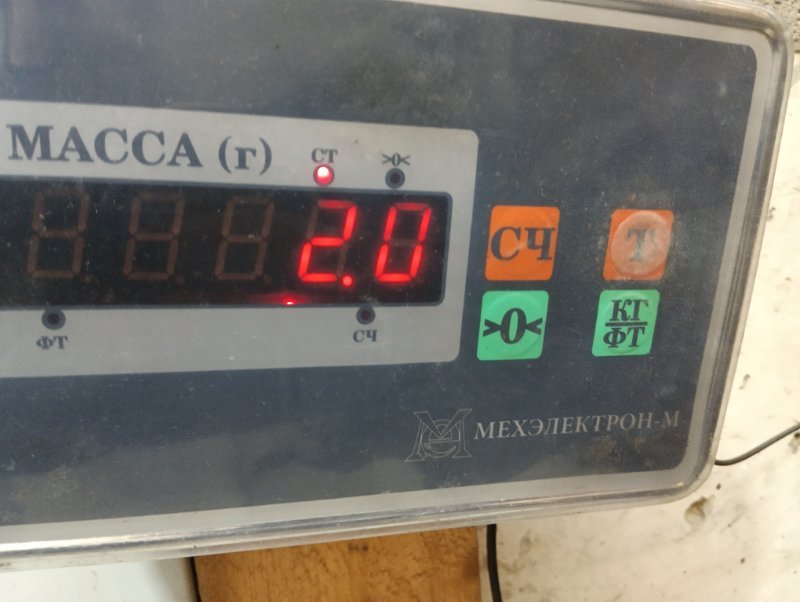 МАССА (г)
СТ
>0<
2.0
СЧ
Т
>0<
КГ
ФТ
ФТ
СЧ
МЕХЭЛЕКТРОН-М